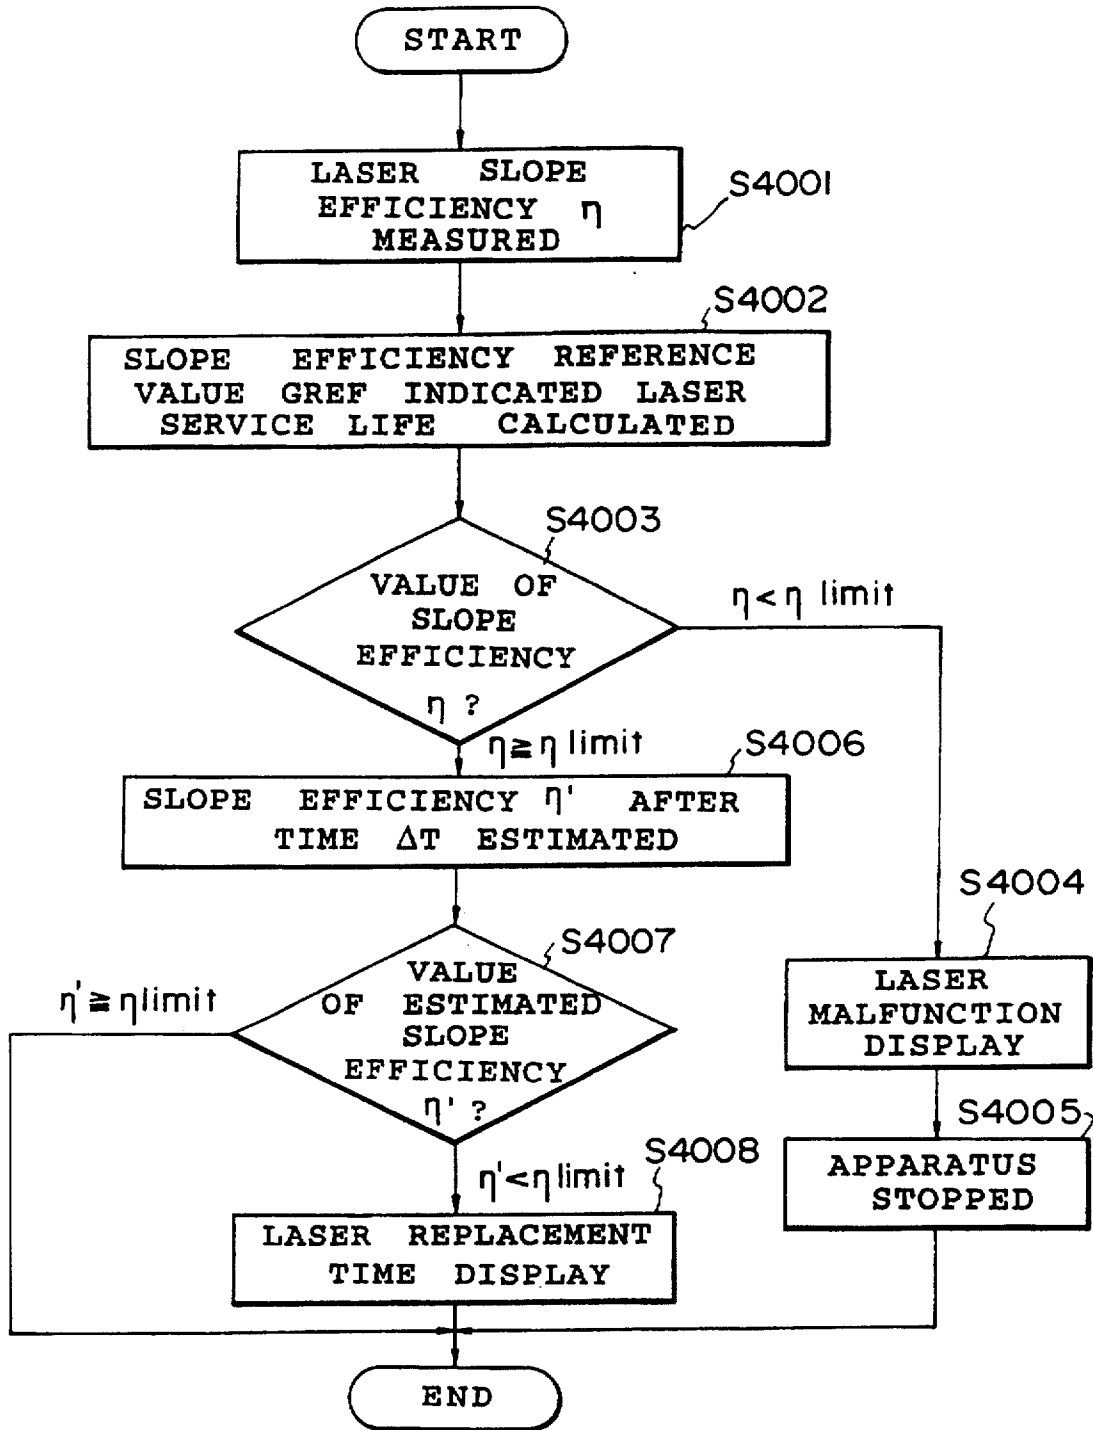 START
LASER SLOPE
EFFICIENCY η
MEASURED
S4001
S4002
SLOPE EFFICIENCY REFERENCE
VALUE GREF INDICATED LASER
SERVICE LIFE CALCULATED
S4003
VALUE OF
SLOPE
EFFICIENCY
η ?
η < η limit
η ≧ η limit
S4006
SLOPE EFFICIENCY η' AFTER
TIME ΔT ESTIMATED
S4004
LASER
MALFUNCTION
DISPLAY
S4007
VALUE
OF ESTIMATED
SLOPE
EFFICIENCY
η' ?
η' ≧ η limit
S4005
APPARATUS
STOPPED
η' < η limit
S4008
LASER REPLACEMENT
TIME DISPLAY
END